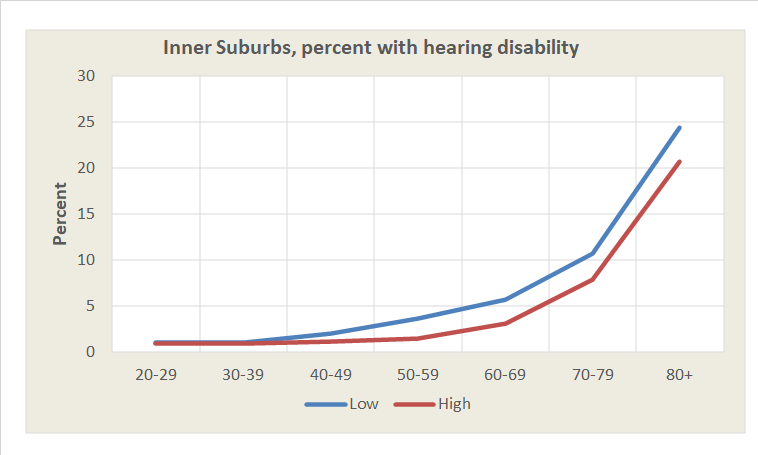 Inner Suburbs, percent with hearing disability
30
25
20
15
10
5
0
Percent
20-29 30-39 40-49 50-59 60-69 70-79 80+
Low High